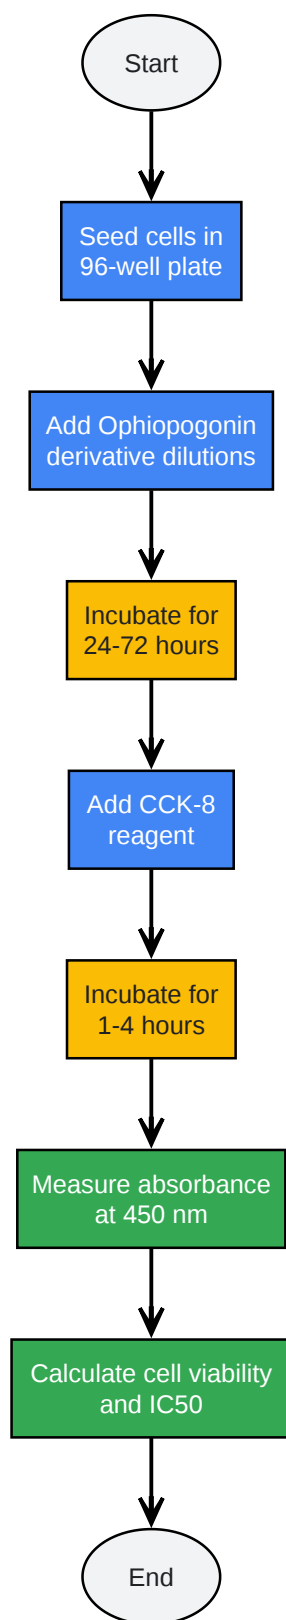 Start
Seed cells in
96-well plate
Add Ophiopogonin
derivative dilutions
Incubate for
24-72 hours
Add CCK-8
reagent
Incubate for
1-4 hours
Measure absorbance
at 450 nm
Calculate cell viability
and IC50
End